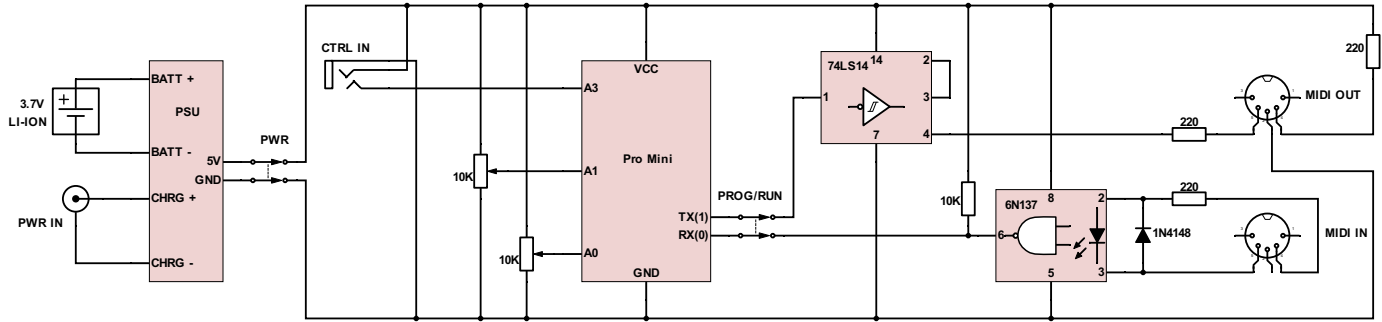 3.7V
LI-ION
BATT +
PSU
BATT -
5V
GND
CHRG +
CHRG -
PWR IN
PWR
CTRL IN
10K
10K
VCC
A3
A1
Pro Mini
A0
TX(1)
RX(0)
GND
PROG/RUN
74LS14
14
2
1
3
7
4
10K
6N137
8
2
6
3
5
1N4148
220
220
220
MIDI OUT
MIDI IN